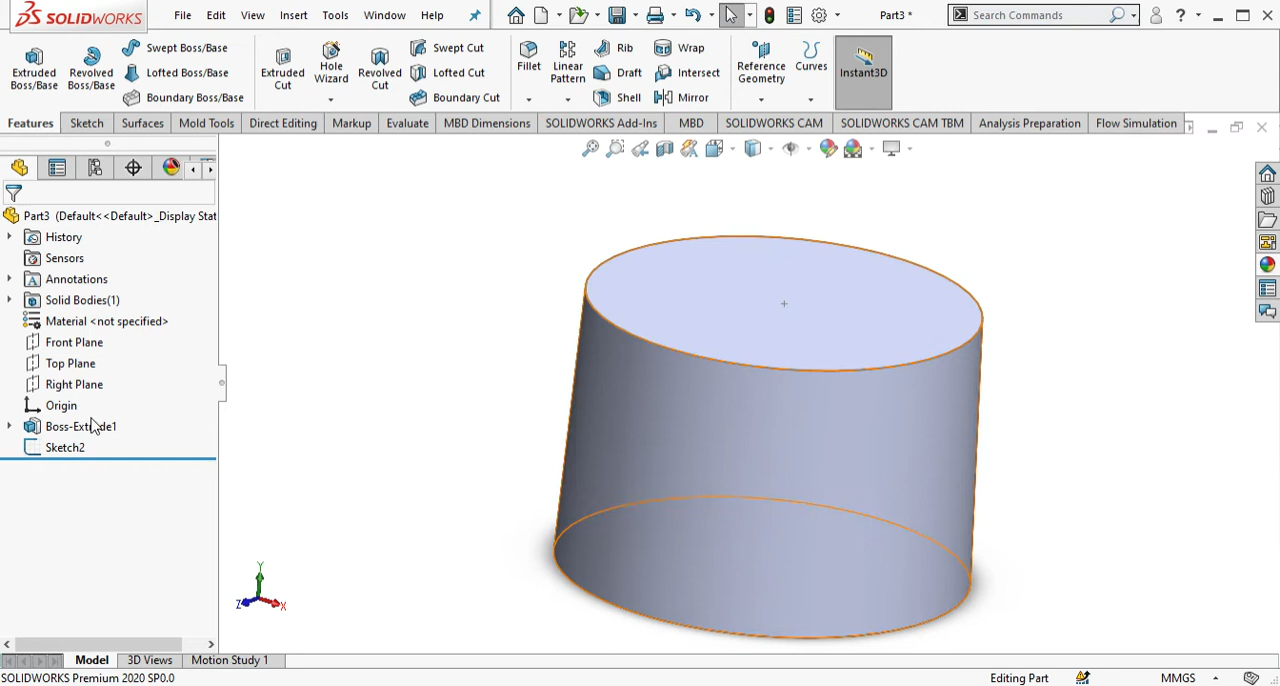 SOLIDWORKS File Edit View Insert Tools Window Help Part3 * Search Commands ?
Extruded Boss/Base
Revolved Boss/Base
Swept Boss/Base
Lofted Boss/Base
Boundary Boss/Base
Extruded Cut
Hole Wizard
Revolved Cut
Swept Cut
Lofted Cut
Boundary Cut
Fillet
Linear Pattern
Rib
Draft
Shell
Wrap
Intersect
Mirror
Reference Geometry
Curves
Instant3D
Features Sketch Surfaces Mold Tools Direct Editing Markup Evaluate MBD Dimensions SOLIDWORKS Add-Ins MBD SOLIDWORKS CAM SOLIDWORKS CAM TBM Analysis Preparation Flow Simulation
Part3 (Default<<Default>_Display Stat
History
Sensors
Annotations
Solid Bodies(1)
Material <not specified>
Front Plane
Top Plane
Right Plane
Origin
Boss-Extrude1
Sketch2
Y
Z X
Model 3D Views Motion Study 1
SOLIDWORKS Premium 2020 SP0.0 Editing Part MMGS